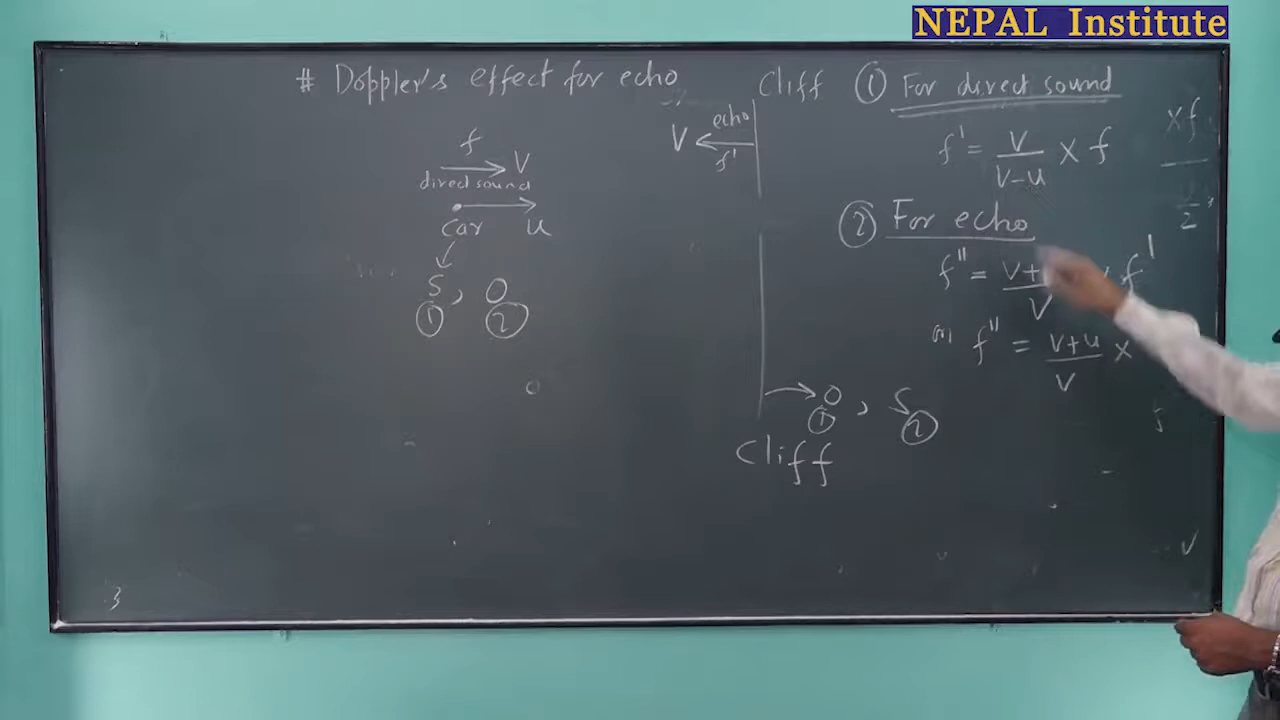 NEPAL Institute
# Doppler's effect for echo
f
V
direct sound
car u
S, O
① ②
Cliff
echo
V
f'
O, S
① ②
Cliff
① For direct sound
f' = V/V-u × f
② For echo
f'' = V+ /V f'
or, f'' = V+u/V ×
xf